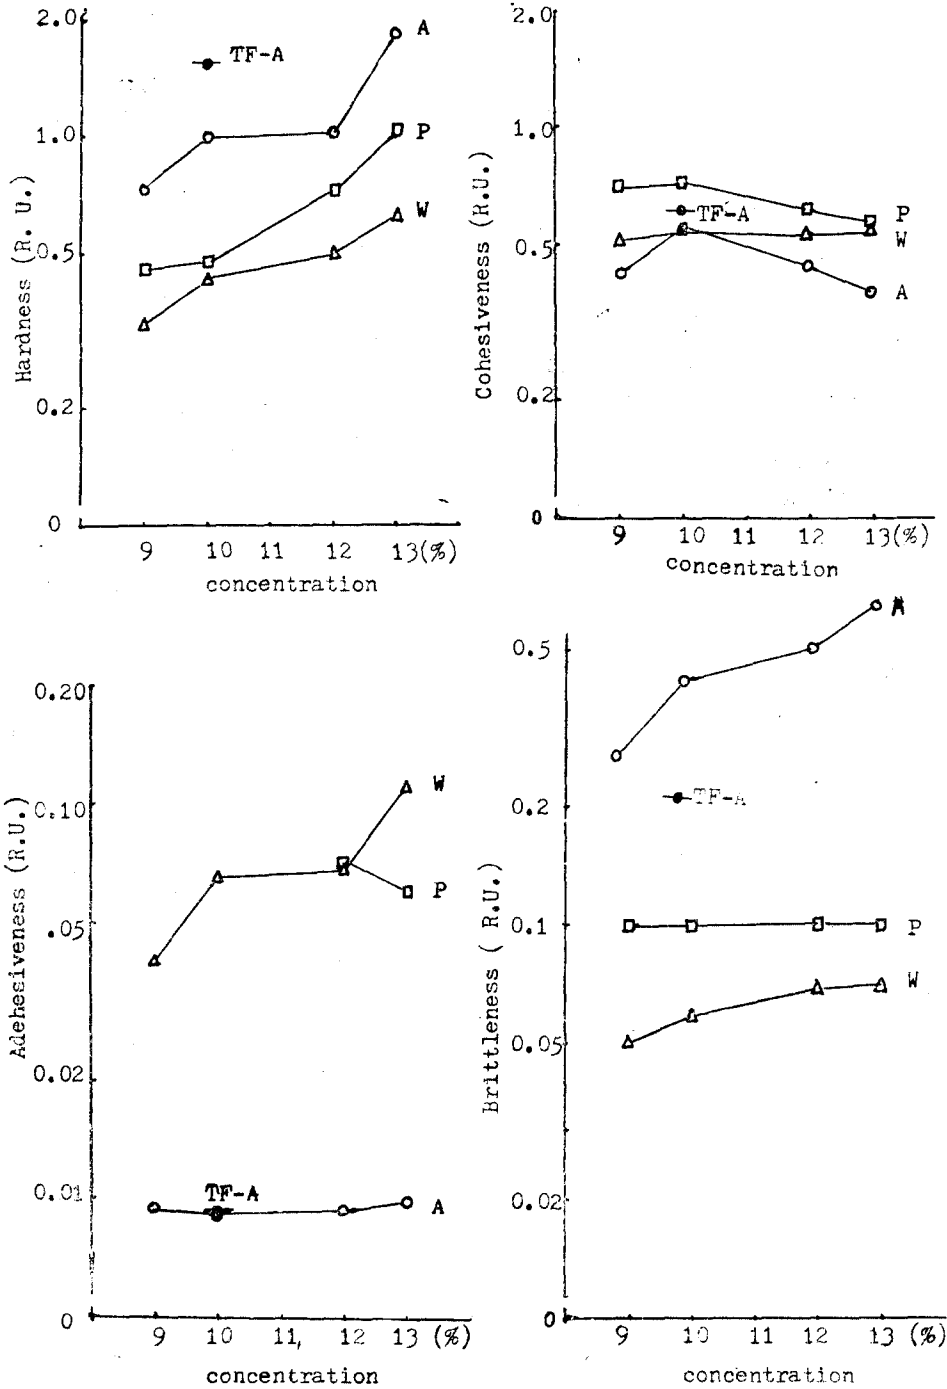 2.0
A
TF-A
1.0
P
W
0.5
0.2
0
Hardness (R. U.)
9 10 11 12 13(%)
concentration
2.0
1.0
P
TF-A
W
0.5
A
0.2
0
Cohesiveness (R.U.)
9 10 11 12 13(%)
concentration
0.20
W
0.10
P
.05
0.02
0.01
TF-A
A
0
Adehesiveness (R.U.)
9 10 11, 12 13 (%)
concentration
A
0.5
TF-A
0.2
0.1
P
W
0.05
0.02
0
Brittleness ( R.U.)
9 10 11 12 13 (%)
concentration